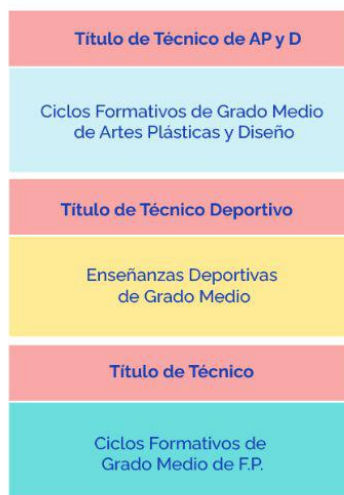 Título de Técnico de AP y D
Ciclos Formativos de Grado Medio
de Artes Plásticas y Diseño
Título de Técnico Deportivo
Enseñanzas Deportivas
de Grado Medio
Título de Técnico
Ciclos Formativos de
Grado Medio de F.P.